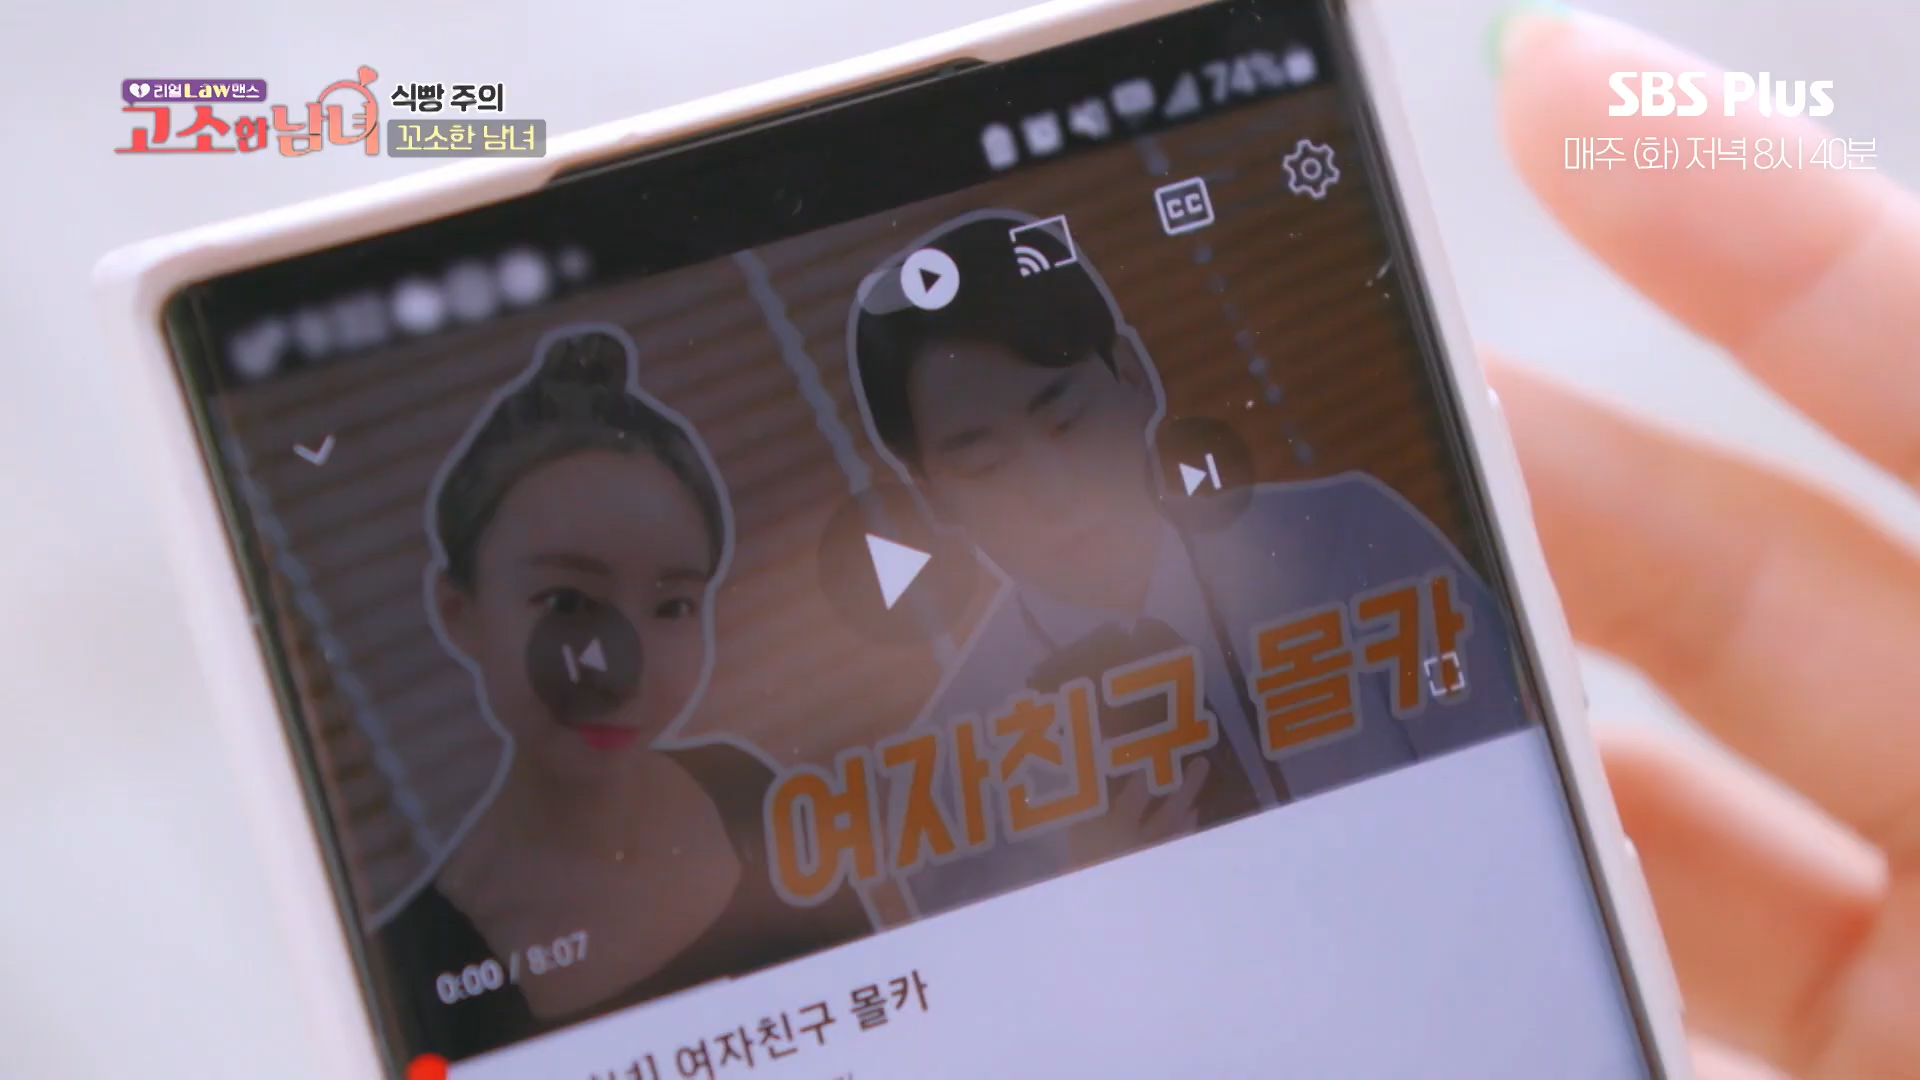 리얼Law맨스
고소한남녀
식빵 주의
꼬소한 남녀
SBS Plus
매주 (화) 저녁 8시 40분
74%
CC
여자친구 몰카
0:00 / 8:07
여자친구 몰카